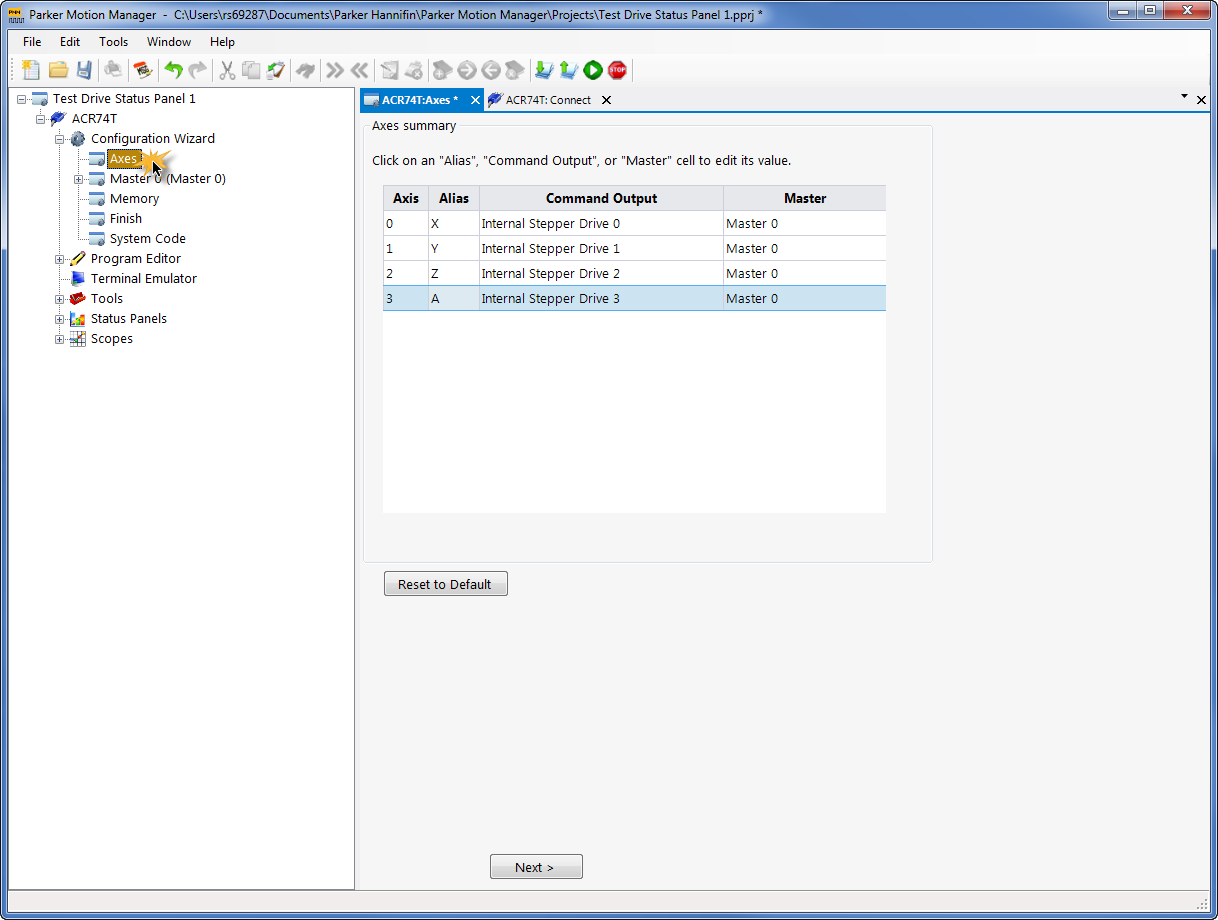 Parker Motion Manager - C:\Users\rs69287\Documents\Parker Hannifin\Parker Motion Manager\Projects\Test Drive Status Panel 1.pprj *
File Edit Tools Window Help
STOP
Test Drive Status Panel 1
ACR74T
Configuration Wizard
Axes
Master 0 (Master 0)
Memory
Finish
System Code
Program Editor
Terminal Emulator
Tools
Status Panels
Scopes
ACR74T:Axes * ACR74T: Connect
Axes summary
Click on an "Alias", "Command Output", or "Master" cell to edit its value.
Axis Alias Command Output Master
0 X Internal Stepper Drive 0 Master 0
1 Y Internal Stepper Drive 1 Master 0
2 Z Internal Stepper Drive 2 Master 0
3 A Internal Stepper Drive 3 Master 0
Reset to Default
Next >